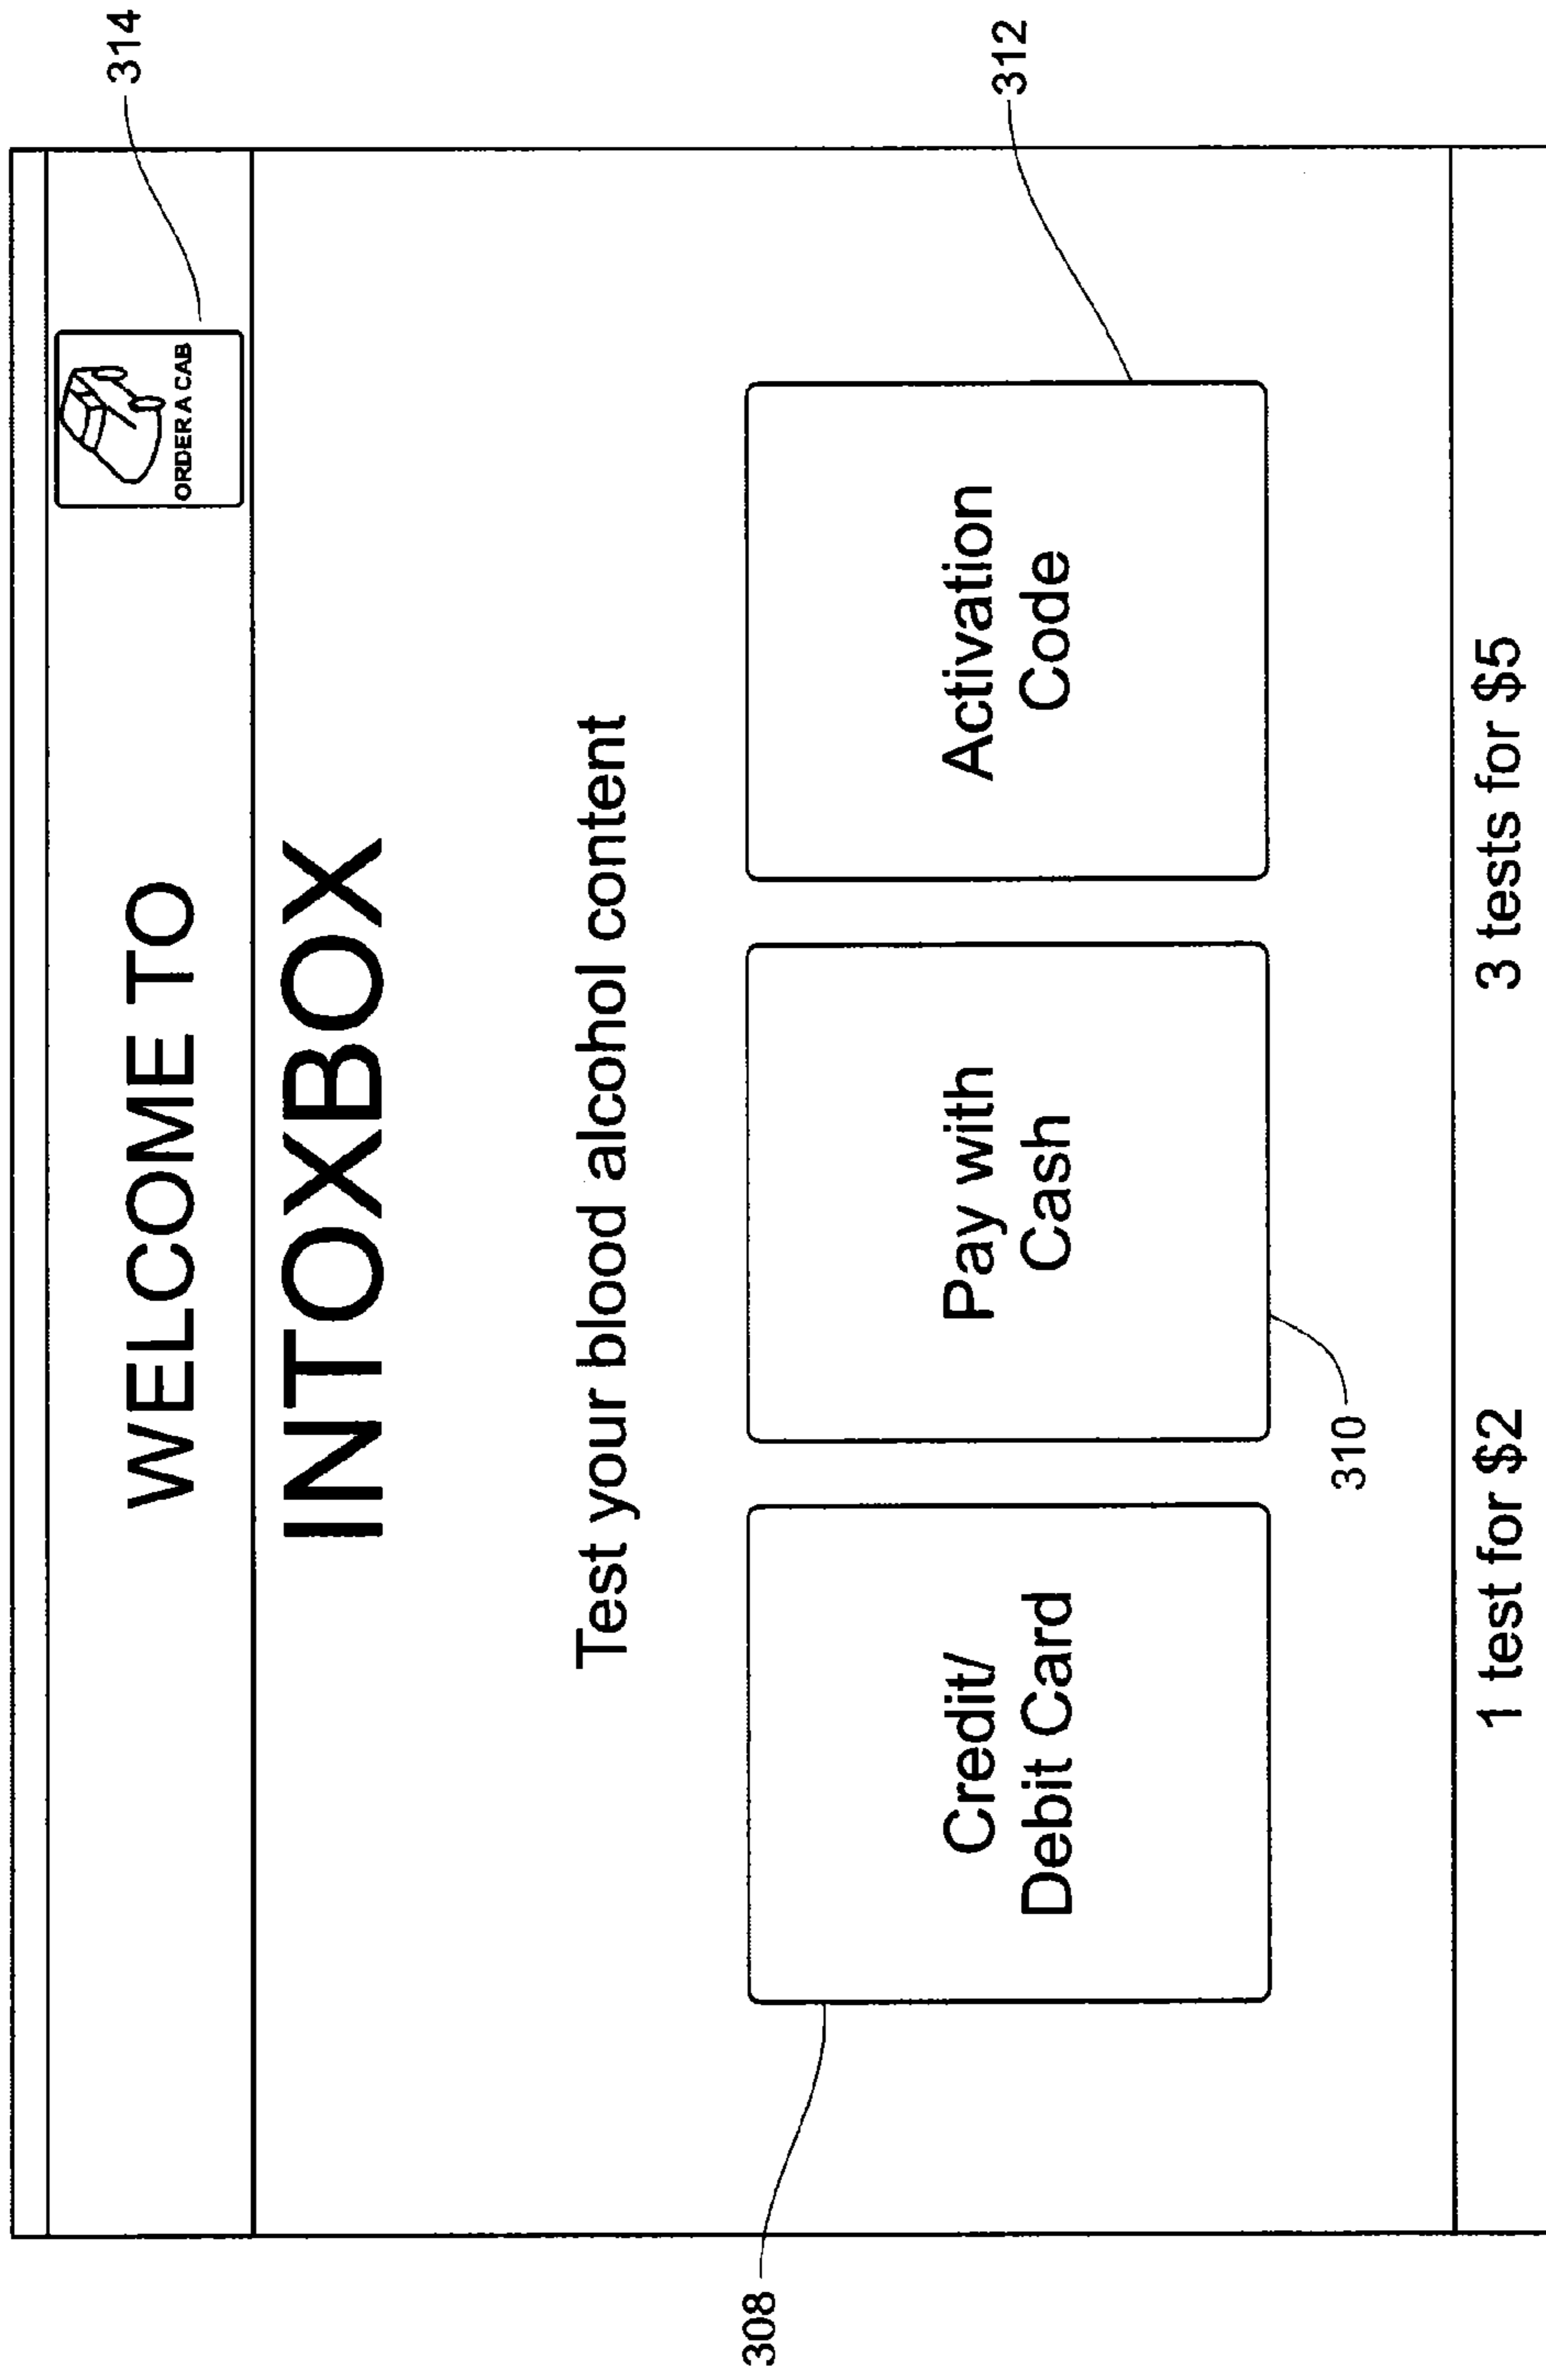 314
WELCOME TO
ORDER A CAB
INTOXBOX
Test your blood alcohol content
312
308
Credit/
Debit Card
Pay with
Cash
Activation
Code
310
1 test for $2
3 tests for $5